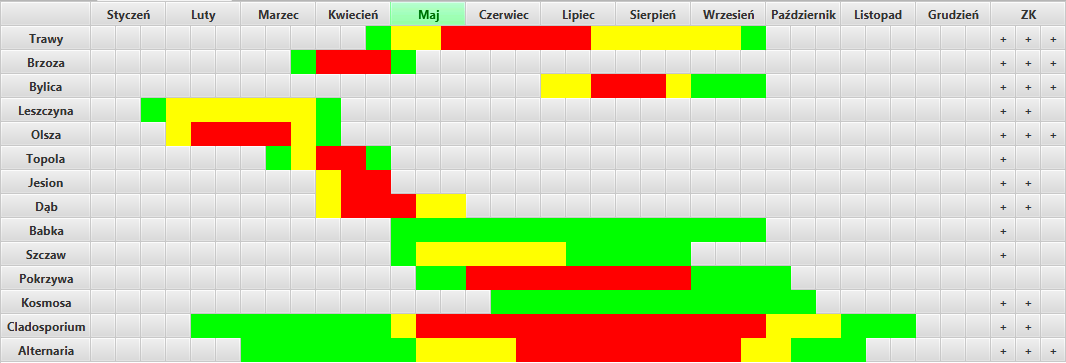 Styczeń Luty Marzec Kwiecień Maj Czerwiec Lipiec Sierpień Wrzesień Październik Listopad Grudzień ZK
Trawy + + +
Brzoza + + +
Bylica + + +
Leszczyna + +
Olsza + + +
Topola +
Jesion + +
Dąb + +
Babka +
Szczaw +
Pokrzywa
Kosmosa + +
Cladosporium + +
Alternaria + + +